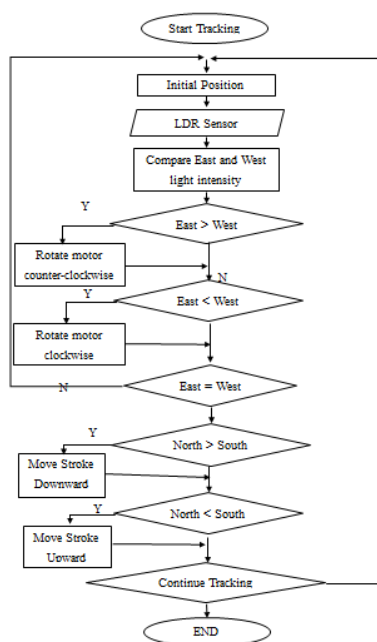 Start Tracking
Initial Position
LDR Sensor
Compare East and West
light intensity
Y
East > West
Rotate motor
counter-clockwise
N
Y
East < West
Rotate motor
clockwise
N
East = West
Y
North > South
Move Stroke
Downward
Y
North < South
Move Stroke
Upward
Continue Tracking
END